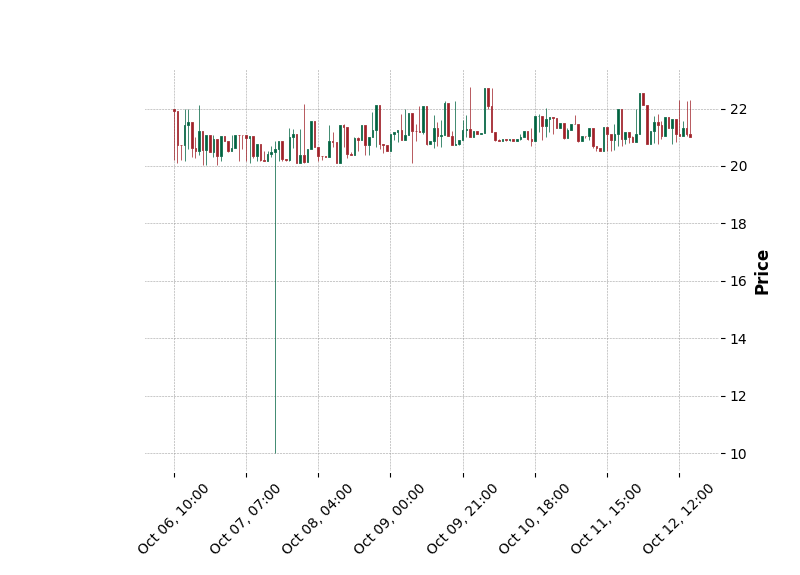 22
20
18
16
14
12
10
Price
Oct 06, 10:00
Oct 07, 07:00
Oct 08, 04:00
Oct 09, 00:00
Oct 09, 21:00
Oct 10, 18:00
Oct 11, 15:00
Oct 12, 12:00